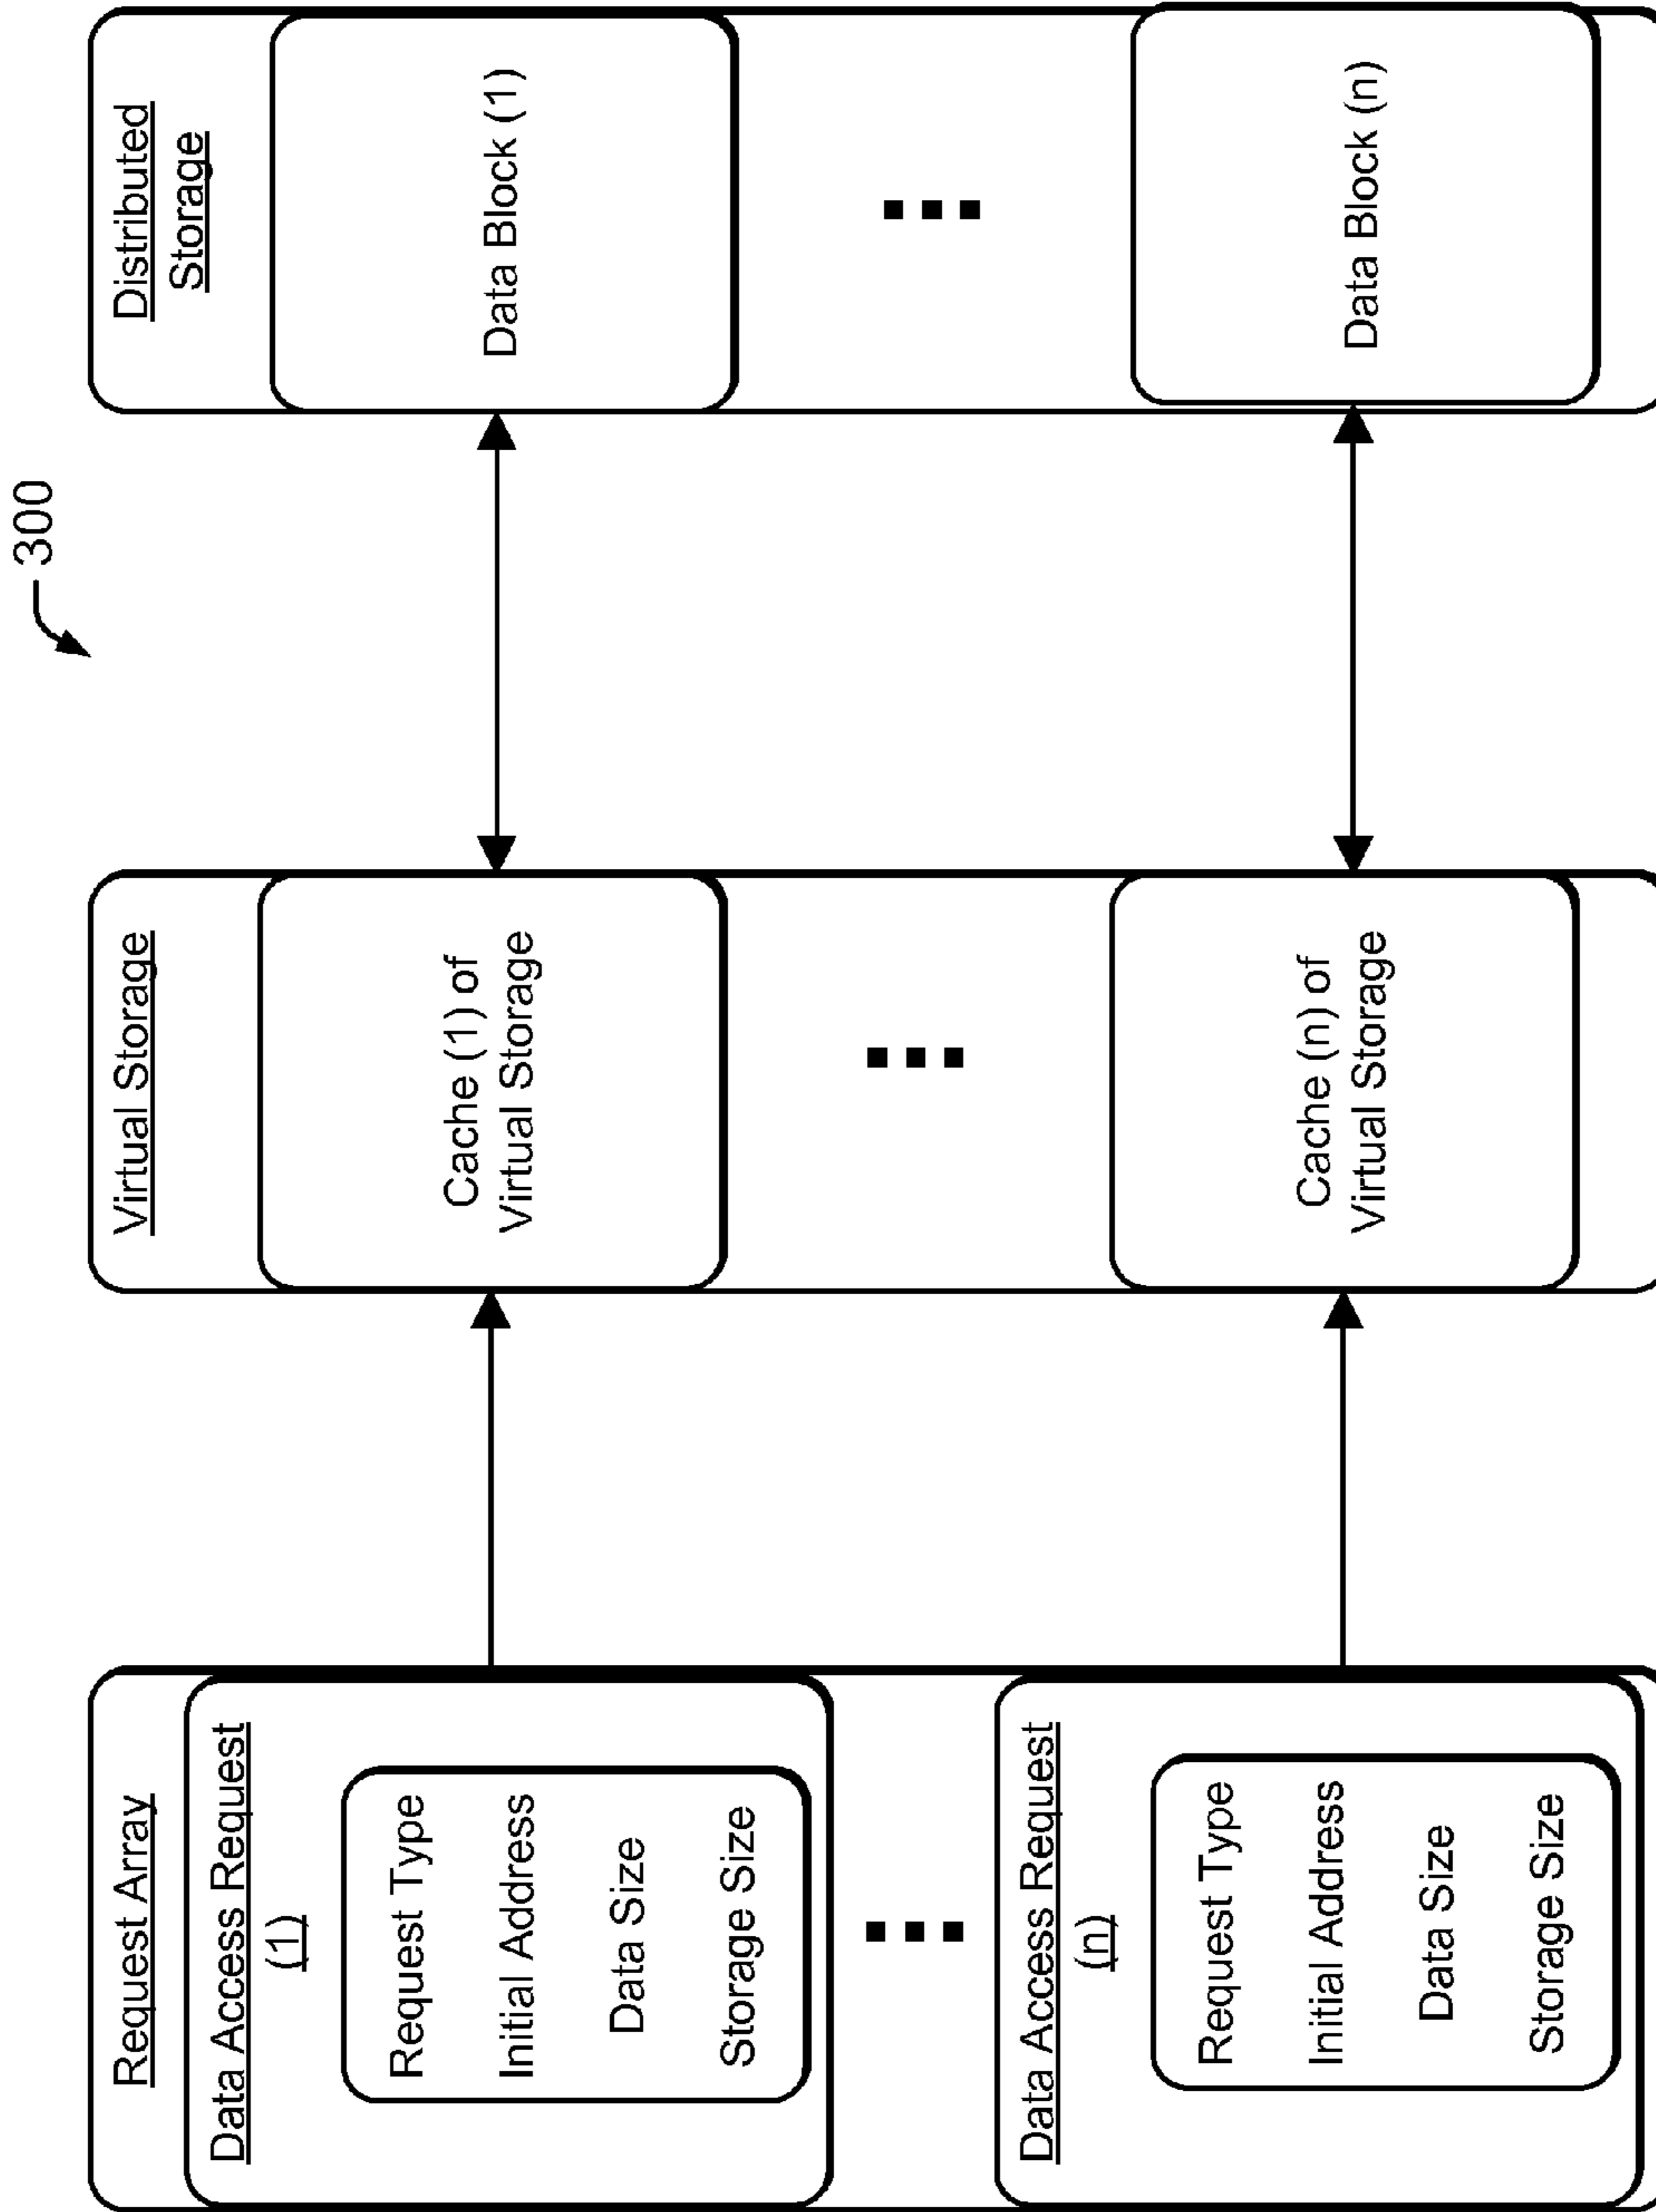 300
Request Array
Data Access Request
(1)
Request Type
Initial Address
Data Size
Storage Size
Data Access Request
(n)
Request Type
Initial Address
Data Size
Storage Size
Virtual Storage
Cache (1) of
Virtual Storage
Cache (n) of
Virtual Storage
Distributed
Storage
Data Block (1)
Data Block (n)